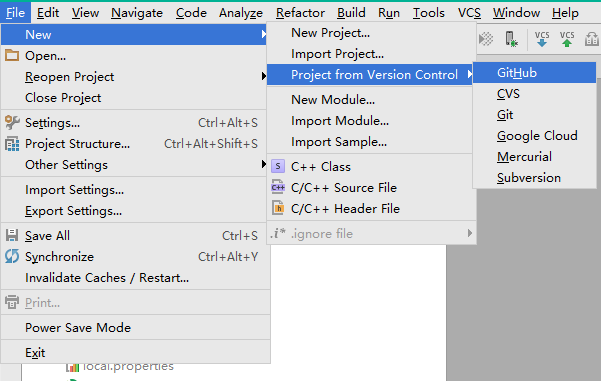 File Edit View Navigate Code Analyze Refactor Build Run Tools VCS Window Help
New
Open...
Reopen Project
Close Project
Settings... Ctrl+Alt+S
Project Structure... Ctrl+Alt+Shift+S
Other Settings
Import Settings...
Export Settings...
Save All Ctrl+S
Synchronize Ctrl+Alt+Y
Invalidate Caches / Restart...
Print...
Power Save Mode
Exit
local.properties
New Project...
Import Project...
Project from Version Control
New Module...
Import Module...
Import Sample...
S C++ Class
C++ C/C++ Source File
h C/C++ Header File
.i* .ignore file
VCS VCS
GitHub
CVS
Git
Google Cloud
Mercurial
Subversion